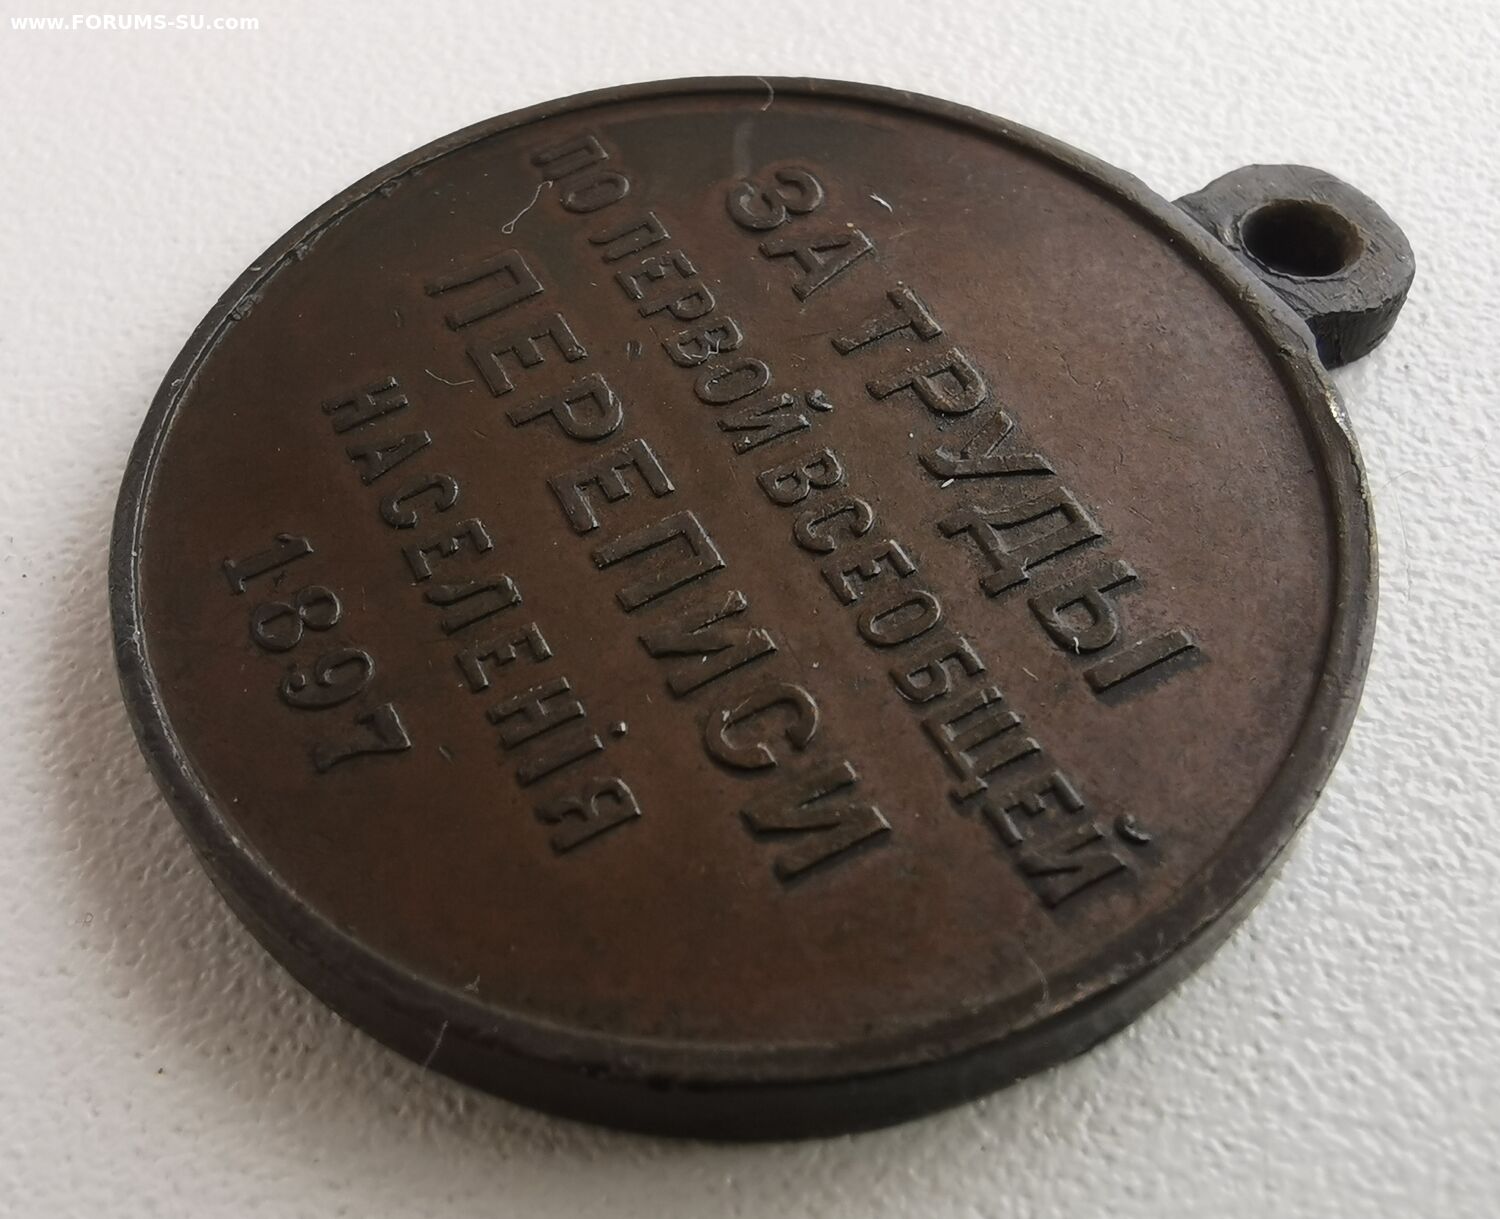 www.FORUMS-SU.com
ЗА ТРУДЫ
ПО ПЕРВОЙ ВСЕОБЩЕЙ
ПЕРЕПИСИ
НАСЕЛЕНІЯ
1897